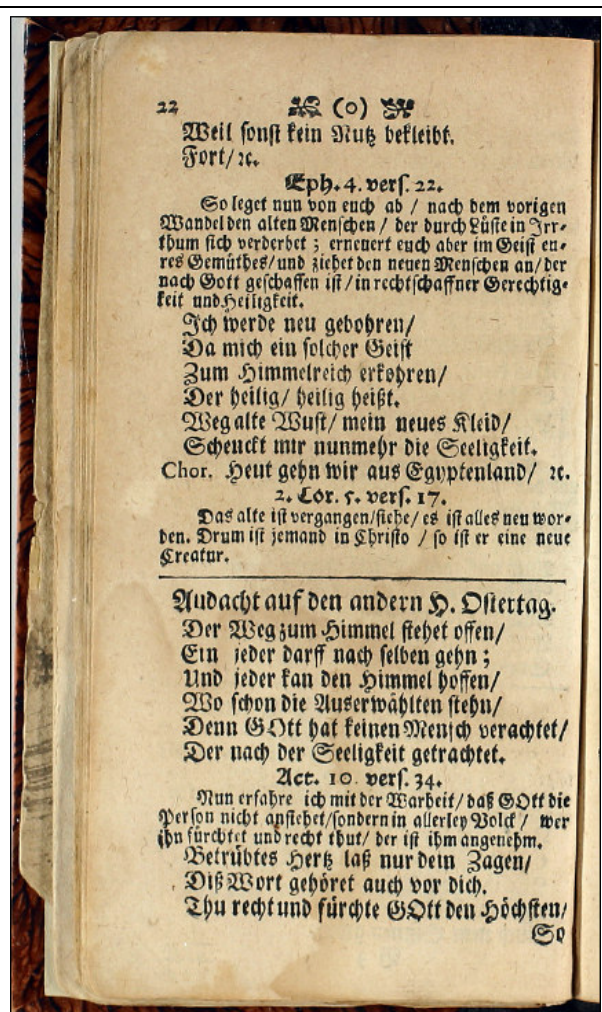 22 (o)
Weil sonst kein Nutz bekleibt.
Fort/ ꝛc.
Eph. 4. vers. 22.
So leget nun von euch ab / nach dem vorigen
Wandel den alten Menschen / der durch Lüste in Irr-
thum sich verderbet ; erneuert euch aber im Geist eu-
res Gemüthes/ und ziehet den neuen Menschen an/ der
nach Gott geschaffen ist / in rechtschaffner Gerechtig-
keit und Heiligkeit.
Ich werde neu gebohren/
Da mich ein solcher Geist
Zum Himmelreich erkohren/
Der heilig/ heilig heißt.
Weg alte Wust/ mein neues Kleid/
Schenckt mir nunmehr die Seeligkeit.
Chor. Heut gehn wir aus Egyptenland/ ꝛc.
2. Cor. 5. vers. 17.
Das alte ist vergangen/siehe/ es ist alles neu wor-
den. Drum ist jemand in Christo / so ist er eine neue
Creatur.
Andacht auf den andern H. Ostertag.
Der Weg zum Himmel stehet offen/
Ein jeder darff nach selben gehn ;
Und jeder kan den Himmel hoffen/
Wo schon die Auserwählten stehn/
Denn GOtt hat keinen Mensch verachtet/
Der nach der Seeligkeit getrachtet.
Act. 10. vers. 34.
Nun erfahre ich mit der Warheit/ daß GOtt die
Person nicht anstehet/sondern in allerley Volck / wer
ihn fürchtet und recht thut/ der ist ihm angenehm.
Betrübtes Hertz laß nur dein Zagen/
Diß Wort gehöret auch vor dich.
Thu recht und fürchte GOtt den Höchsten/
So